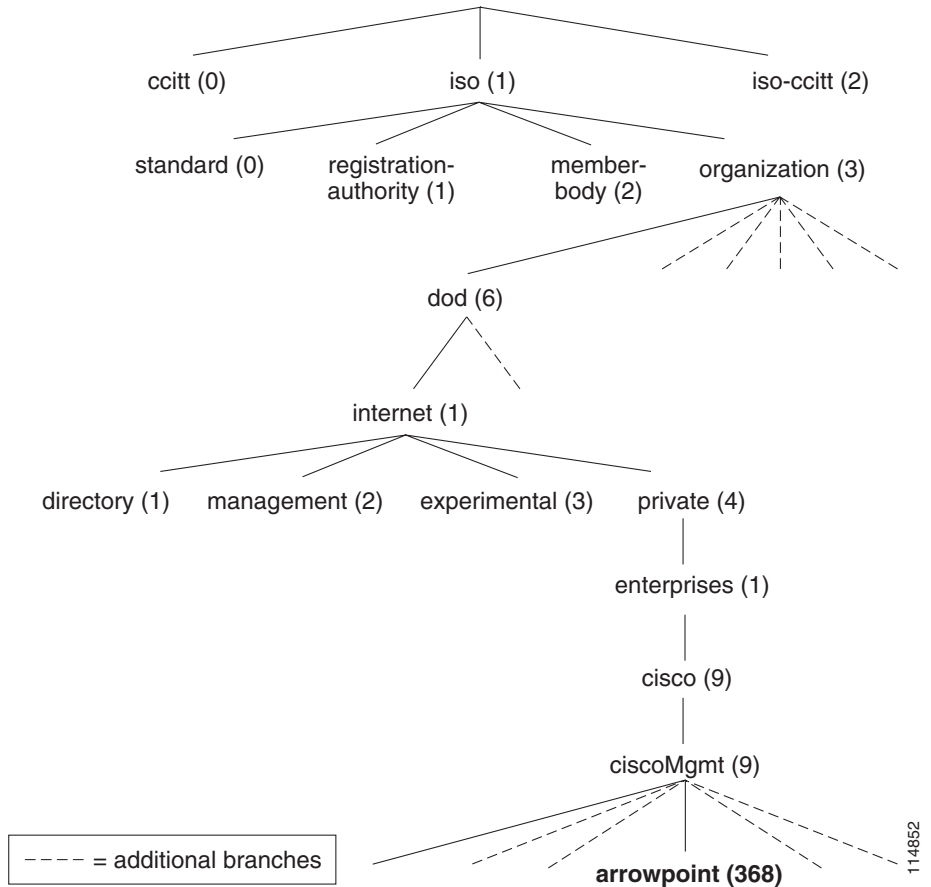 ccitt (0)
iso (1)
iso-ccitt (2)
standard (0)
registration-
authority (1)
member-
body (2)
organization (3)
dod (6)
internet (1)
directory (1)
management (2)
experimental (3)
private (4)
enterprises (1)
cisco (9)
ciscoMgmt (9)
= additional branches
arrowpoint (368)
114852